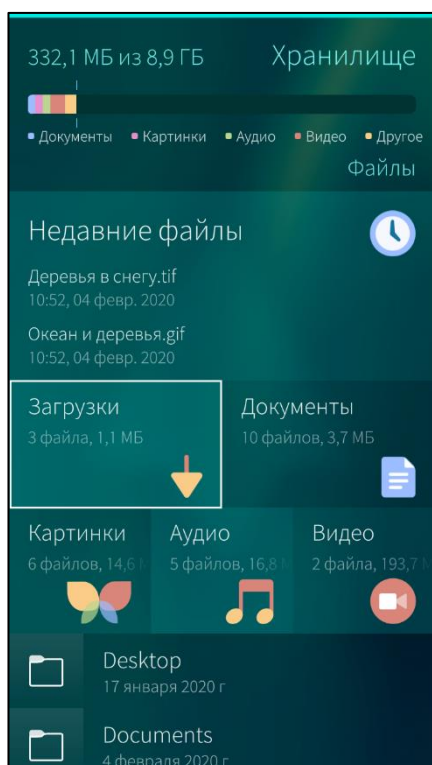 332,1 МБ из 8,9 ГБ Хранилище
Документы Картинки Аудио Видео Другое
Файлы
Недавние файлы
Деревья в снегу.tif
10:52, 04 февр. 2020
Океан и деревья.gif
10:52, 04 февр. 2020
Загрузки Документы
3 файла, 1,1 МБ 10 файлов, 3,7 МБ
Картинки Аудио Видео
6 файлов, 14,6 5 файлов, 16,8 2 файла, 193,7
Desktop
17 января 2020 г
Documents
4 февраля 2020 г